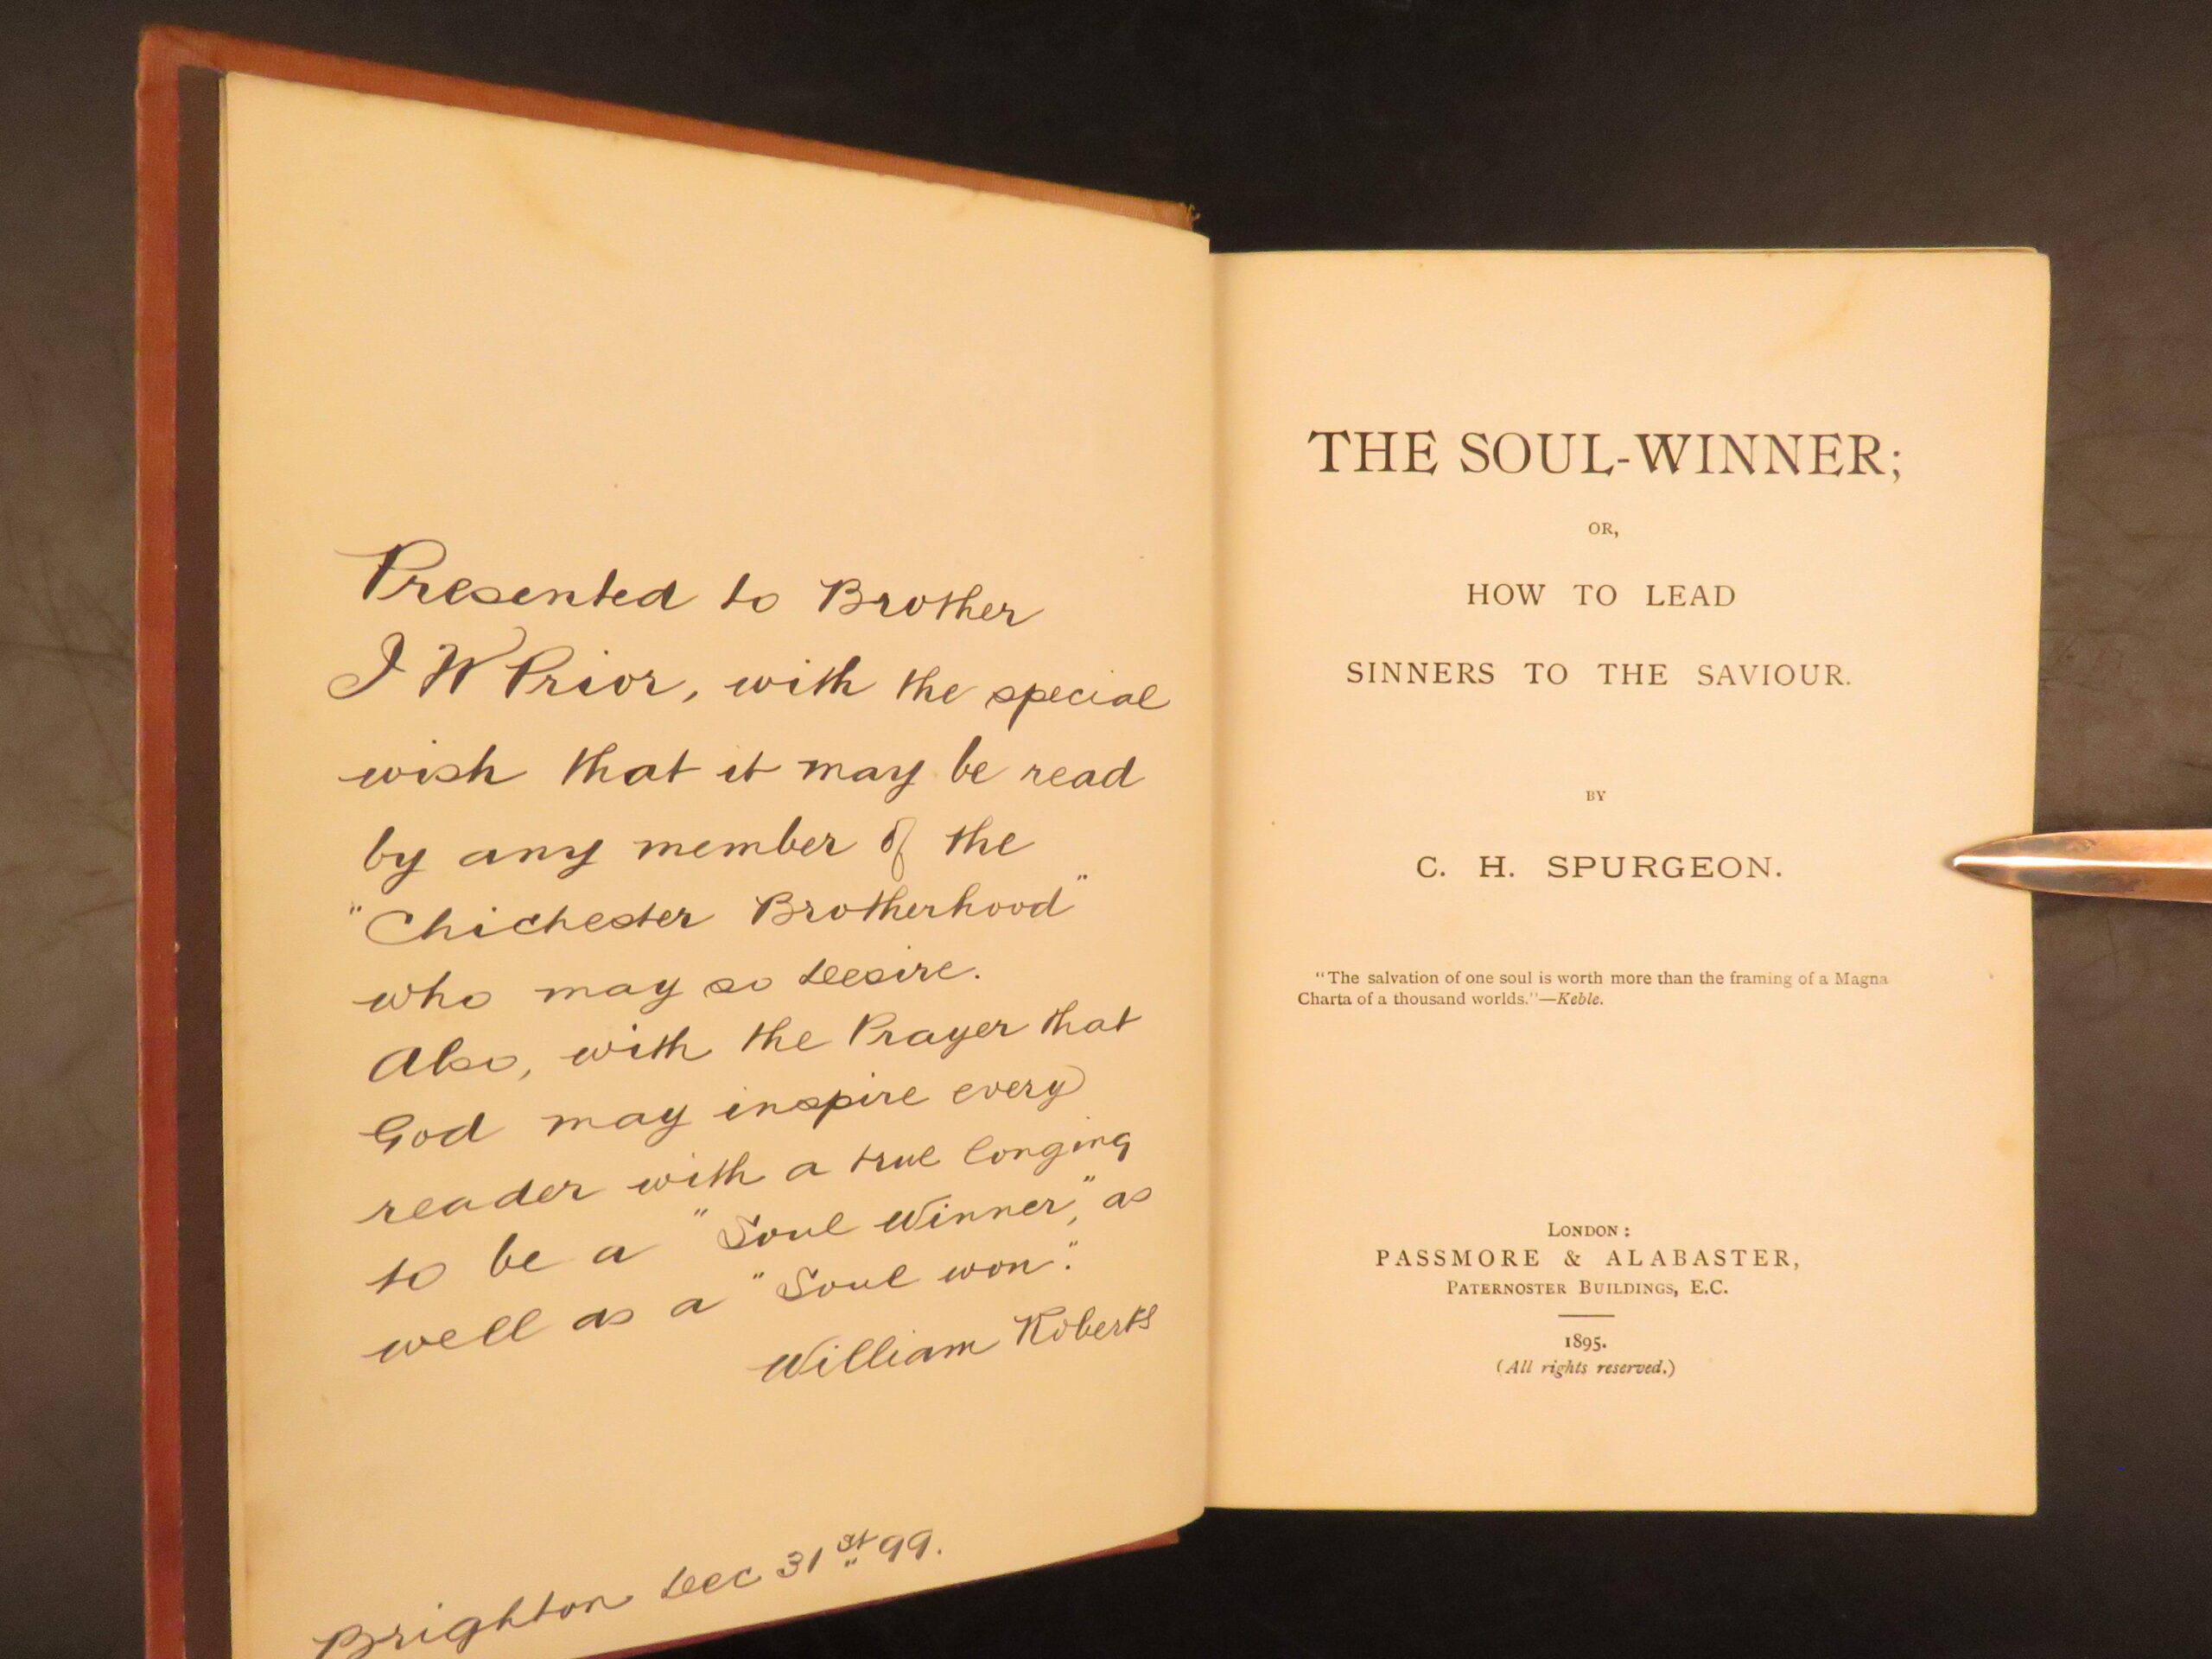 Presented to Brother
J W Prior, with the special
wish that it may be read
by any member of the
"Chichester Brotherhood"
who may so desire.
Also, with the Prayer that
God may inspire every
reader with a true longing
to be a "Soul Winner", as
well as a "Soul won".
William Roberts
Brighton Dec 31st 99.
THE SOUL-WINNER;
OR,
HOW TO LEAD
SINNERS TO THE SAVIOUR.
BY
C. H. SPURGEON.
"The salvation of one soul is worth more than the framing of a Magna
Charta of a thousand worlds."—Keble.
LONDON:
PASSMORE & ALABASTER,
PATERNOSTER BUILDINGS, E.C.
1895.
(All rights reserved.)